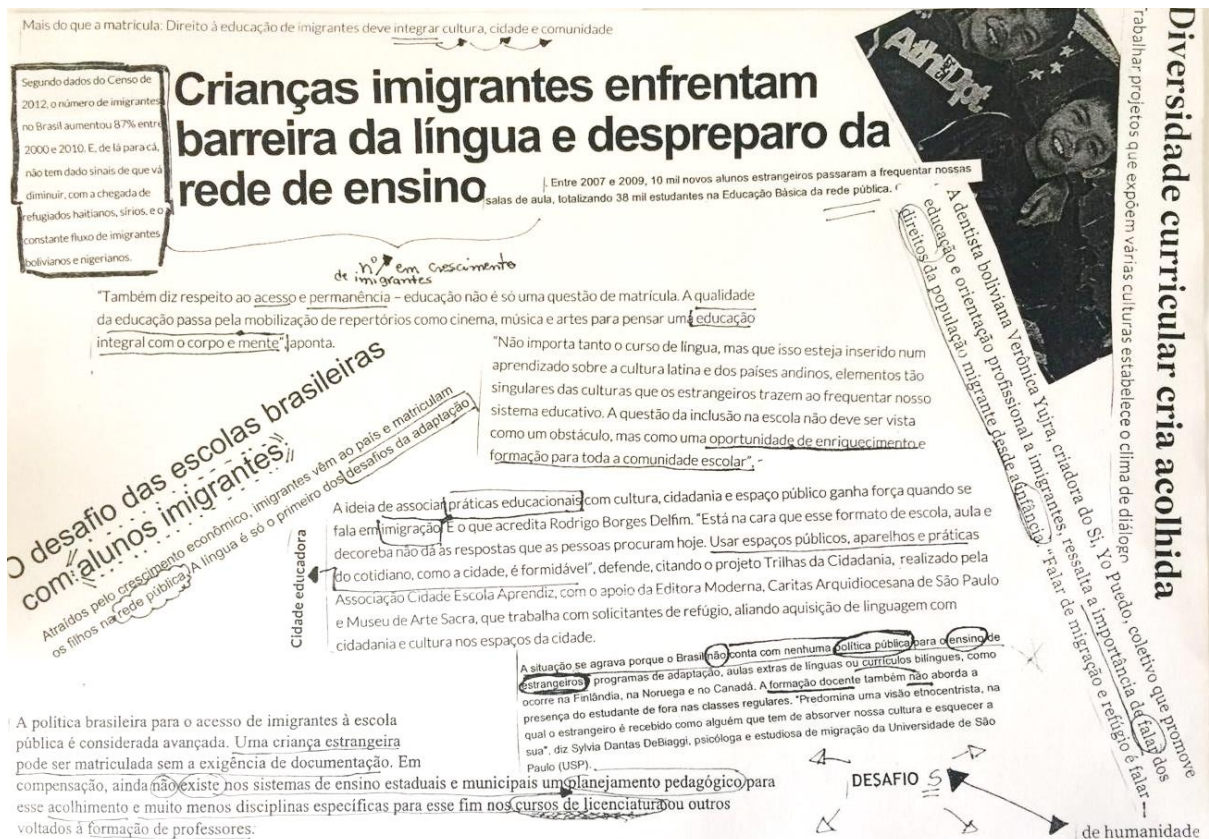 Mais do que a matrícula: Direito à educação de imigrantes deve integrar cultura, cidade e comunidade
Segundo dados do Censo de
2012, o número de imigrantes
no Brasil aumentou 87% entre
2000 e 2010. E, de lá para cá,
não tem dado sinais de que vá
diminuir, com a chegada de
refugiados haitianos, sírios, e o
constante fluxo de imigrantes
bolivianos e nigerianos.
Crianças imigrantes enfrentam
barreira da língua e despreparo da
rede de ensino
. Entre 2007 e 2009, 10 mil novos alunos estrangeiros passaram a frequentar nossas
salas de aula, totalizando 38 mil estudantes na Educação Básica da rede pública.
nº em crescimento
de imigrantes
"Também diz respeito ao acesso e permanência – educação não é só uma questão de matrícula. A qualidade
da educação passa pela mobilização de repertórios como cinema, música e artes para pensar uma educação
integral com o corpo e mente", aponta.
"Não importa tanto o curso de língua, mas que isso esteja inserido num
aprendizado sobre a cultura latina e dos países andinos, elementos tão
singulares das culturas que os estrangeiros trazem ao frequentar nosso
sistema educativo. A questão da inclusão na escola não deve ser vista
como um obstáculo, mas como uma oportunidade de enriquecimento e
formação para toda a comunidade escolar", -
O desafio das escolas brasileiras
com alunos imigrantes
Atraídos pelo crescimento econômico, imigrantes vêm ao país e matriculam
os filhos na rede pública. A língua é só o primeiro dos desafios da adaptação
Cidade educadora
A ideia de associar práticas educacionais com cultura, cidadania e espaço público ganha força quando se
fala em imigração. É o que acredita Rodrigo Borges Delfim. "Está na cara que esse formato de escola, aula e
decoreba não dá as respostas que as pessoas procuram hoje. Usar espaços públicos, aparelhos e práticas
do cotidiano, como a cidade, é formidável", defende, citando o projeto Trilhas da Cidadania, realizado pela
Associação Cidade Escola Aprendiz, com o apoio da Editora Moderna, Caritas Arquidiocesana de São Paulo
e Museu de Arte Sacra, que trabalha com solicitantes de refúgio, aliando aquisição de linguagem com
cidadania e cultura nos espaços da cidade.
A situação se agrava porque o Brasil não conta com nenhuma política pública para o ensino de
estrangeiros: programas de adaptação, aulas extras de línguas ou currículos bilíngues, como
ocorre na Finlândia, na Noruega e no Canadá. A formação docente também não aborda a
presença do estudante de fora nas classes regulares. "Predomina uma visão etnocentrista, na
qual o estrangeiro é recebido como alguém que tem de absorver nossa cultura e esquecer a
sua", diz Sylvia Dantas DeBiaggi, psicóloga e estudiosa de migração da Universidade de São
Paulo (USP).
A política brasileira para o acesso de imigrantes à escola
pública é considerada avançada. Uma criança estrangeira
pode ser matriculada sem a exigência de documentação. Em
compensação, ainda não existe nos sistemas de ensino estaduais e municipais um planejamento pedagógico para
esse acolhimento e muito menos disciplinas específicas para esse fim nos cursos de licenciatura ou outros
voltados à formação de professores.
DESAFIO S
Diversidade curricular cria acolhida
Trabalhar projetos que expõem várias culturas estabelece o clima de diálogo
Athl Dpt.
A dentista boliviana Verônica Yujra, criadora do Si, Yo Puedo, coletivo que promove
educação e orientação profissional a imigrantes, ressalta a importância de falar dos
direitos da população migrante desde a infância. "Falar de migração e refúgio é falar
de humanidade